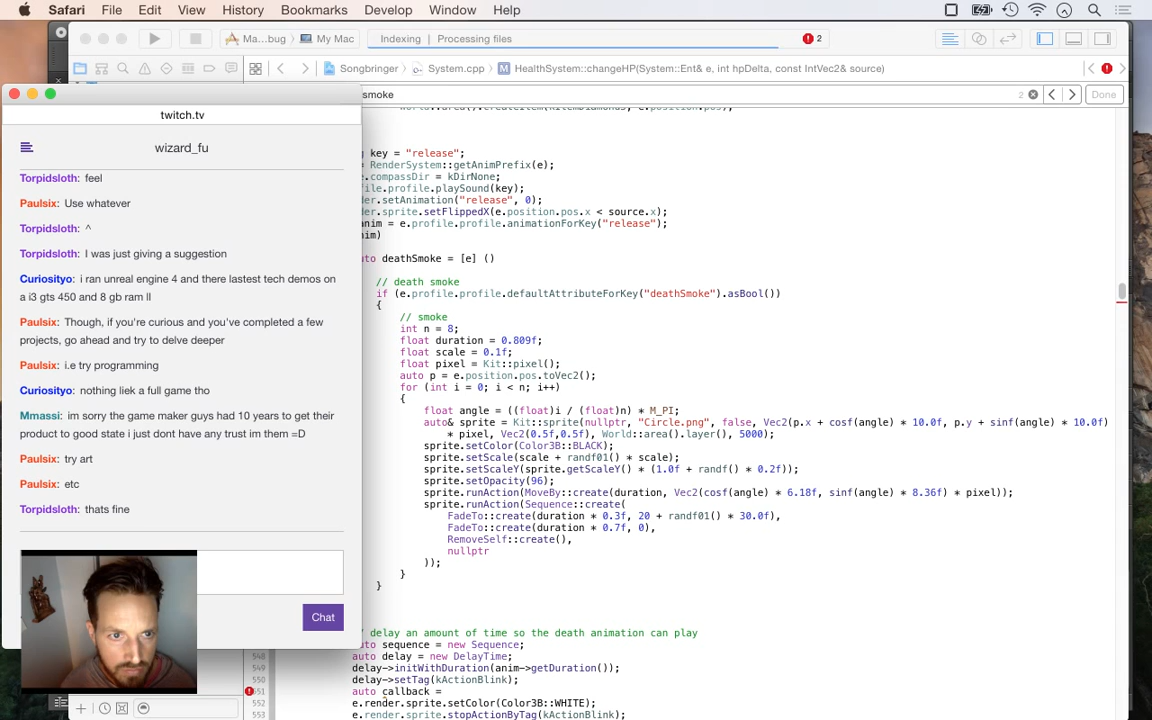 Safari File Edit View History Bookmarks Develop Window Help
Ma...bug My Mac Indexing | Processing files 2
Songbringer System.cpp HealthSystem::changeHP(System::Ent& e, int hpDelta, const IntVec2& source)
smoke 2 Done
twitch.tv
wizard_fu
Torpidsloth: feel
Paulsix: Use whatever
Torpidsloth: ^
Torpidsloth: I was just giving a suggestion
Curiosityo: i ran unreal engine 4 and there lastest tech demos on
a i3 gts 450 and 8 gb ram ll
Paulsix: Though, if you're curious and you've completed a few
projects, go ahead and try to delve deeper
Paulsix: i.e try programming
Curiosityo: nothing liek a full game tho
Mmassi: im sorry the game maker guys had 10 years to get their
product to good state i just dont have any trust im them =D
Paulsix: try art
Paulsix: etc
Torpidsloth: thats fine
Chat
key = "release";
= RenderSystem::getAnimPrefix(e);
.compassDir = kDirNone;
file.profile.playSound(key);
der.setAnimation("release", 0);
der.sprite.setFlippedX(e.position.pos.x < source.x);
anim = e.profile.profile.animationForKey("release");
nim)
uto deathSmoke = [e] ()
// death smoke
if (e.profile.profile.defaultAttributeForKey("deathSmoke").asBool())
{
// smoke
int n = 8;
float duration = 0.809f;
float scale = 0.1f;
float pixel = Kit::pixel();
auto p = e.position.pos.toVec2();
for (int i = 0; i < n; i++)
{
float angle = ((float)i / (float)n) * M_PI;
auto& sprite = Kit::sprite(nullptr, "Circle.png", false, Vec2(p.x + cosf(angle) * 10.0f, p.y + sinf(angle) * 10.0f)
* pixel, Vec2(0.5f,0.5f), World::area().layer(), 5000);
sprite.setColor(Color3B::BLACK);
sprite.setScale(scale + randf01() * scale);
sprite.setScaleY(sprite.getScaleY() * (1.0f + randf() * 0.2f));
sprite.setOpacity(96);
sprite.runAction(MoveBy::create(duration, Vec2(cosf(angle) * 6.18f, sinf(angle) * 8.36f) * pixel));
sprite.runAction(Sequence::create(
FadeTo::create(duration * 0.3f, 20 + randf01() * 30.0f),
FadeTo::create(duration * 0.7f, 0),
RemoveSelf::create(),
nullptr
));
}
}
/ delay an amount of time so the death animation can play
auto sequence = new Sequence;
548 auto delay = new DelayTime;
549 delay->initWithDuration(anim->getDuration());
550 delay->setTag(kActionBlink);
551 auto callback =
552 e.render.sprite.setColor(Color3B::WHITE);
553 e.render.sprite.stopActionByTag(kActionBlink);